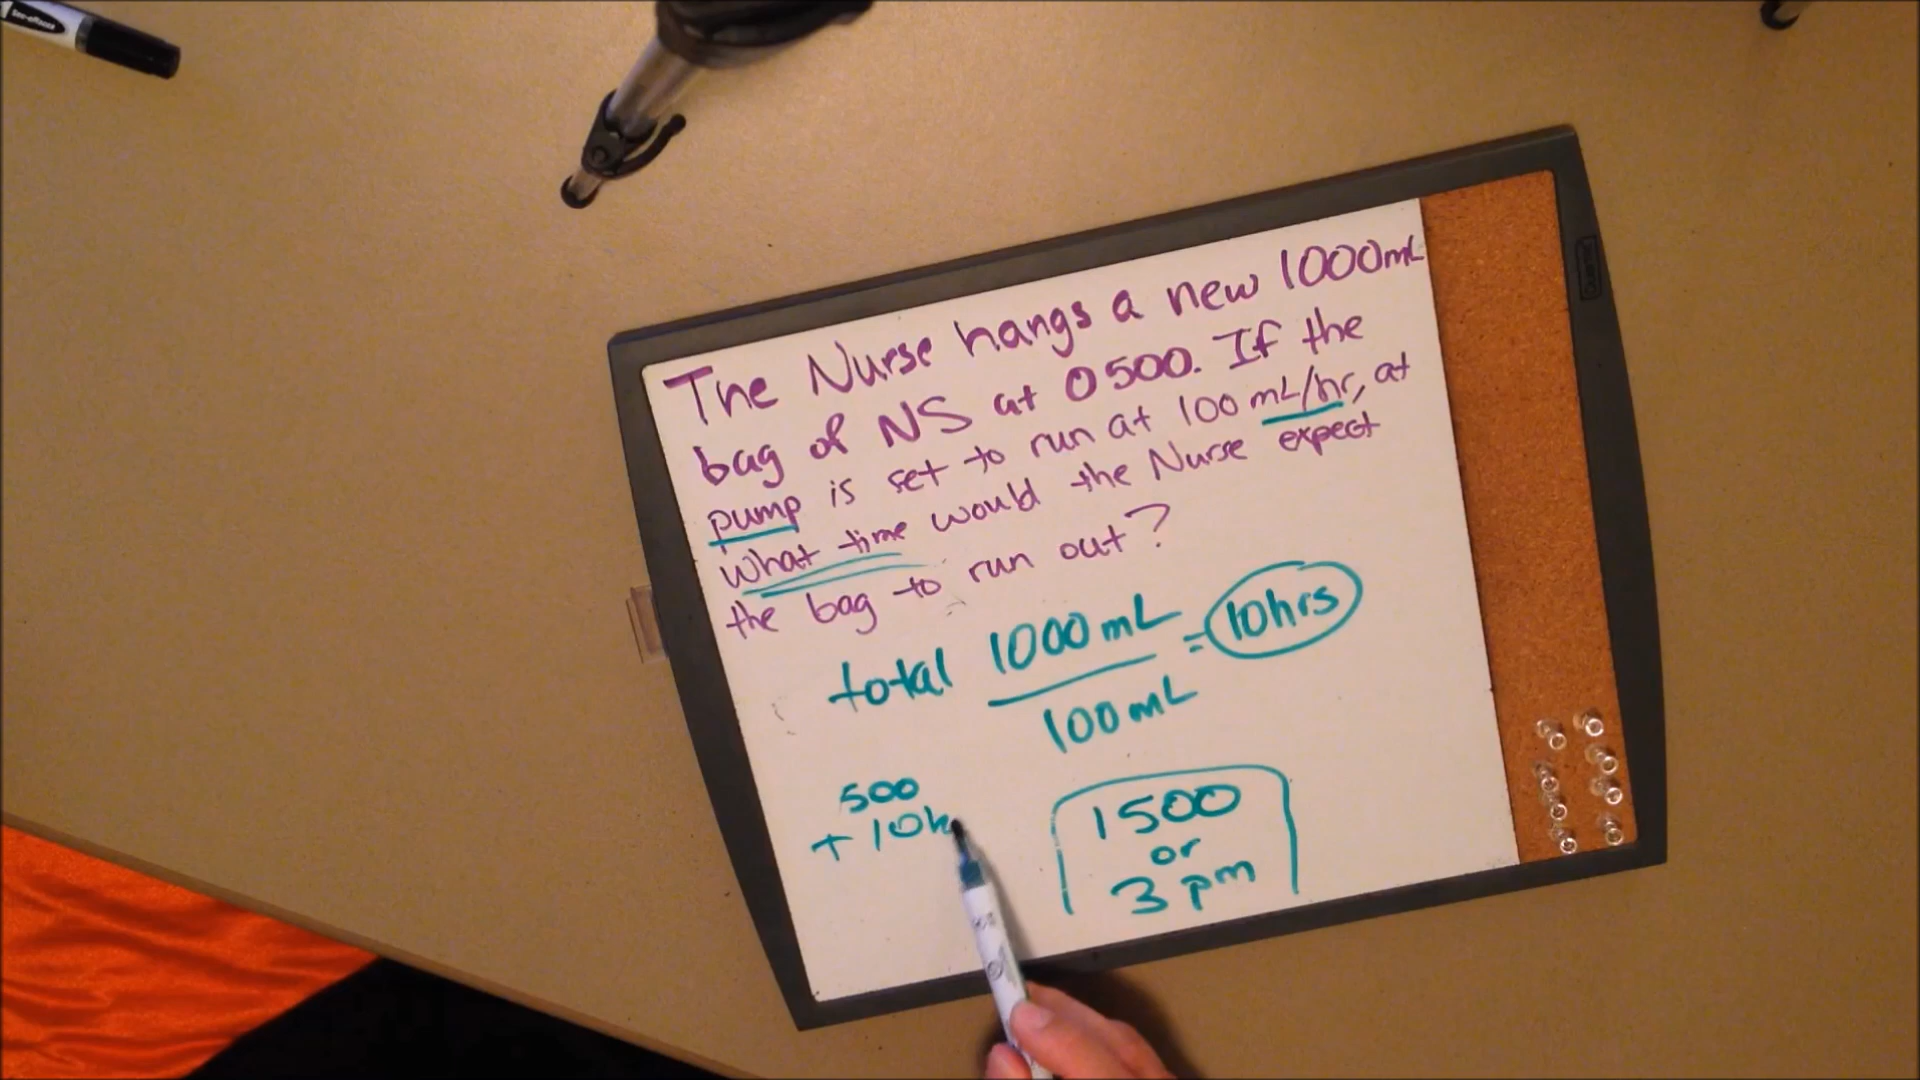 The Nurse hangs a new 1000mL
bag of NS at 0500. If the
pump is set to run at 100 mL/hr, at
what time would the Nurse expect
the bag to run out?
total 1000 mL = 10hrs
100 mL
500
+ 10h
1500
or
3 pm